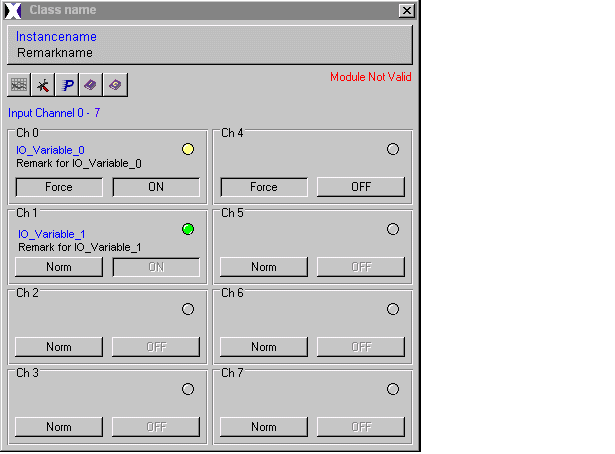 Class name
Instancename
Remarkname
P
Module Not Valid
Input Channel 0 - 7
Ch 0
IO_Variable_0
Remark for IO_Variable_0
Force ON
Ch 4
Force OFF
Ch 1
IO_Variable_1
Remark for IO_Variable_1
Norm ON
Ch 5
Norm OFF
Ch 2
Norm OFF
Ch 6
Norm OFF
Ch 3
Norm OFF
Ch 7
Norm OFF